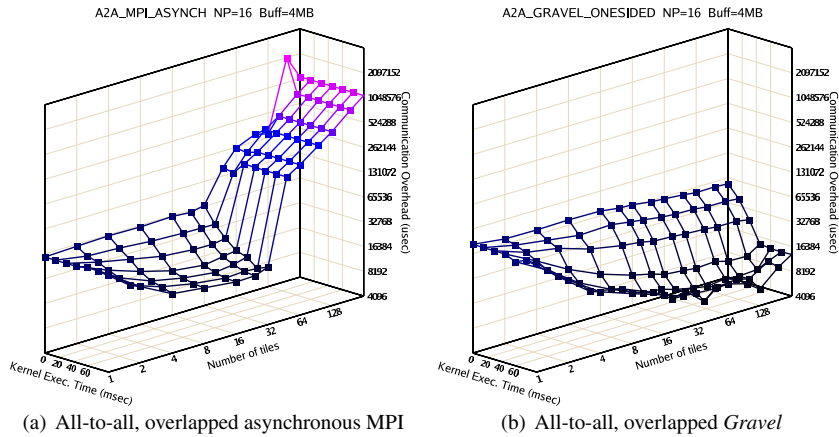 A2A_MPI_ASYNCH NP=16 Buff=4MB
2097152
1048576
524288
262144
131072
65536
32768
16384
8192
4096
Communication Overhead (usec)
0 20 40 60
Kernel Exec. Time (msec)
1 2 4 8 16 32 64 128
Number of tiles
(a) All-to-all, overlapped asynchronous MPI
A2A_GRAVEL_ONESIDED NP=16 Buff=4MB
2097152
1048576
524288
262144
131072
65536
32768
16384
8192
4096
Communication Overhead (usec)
0 20 40 60
Kernel Exec. Time (msec)
1 2 4 8 16 32 64 128
Number of tiles
(b) All-to-all, overlapped Gravel